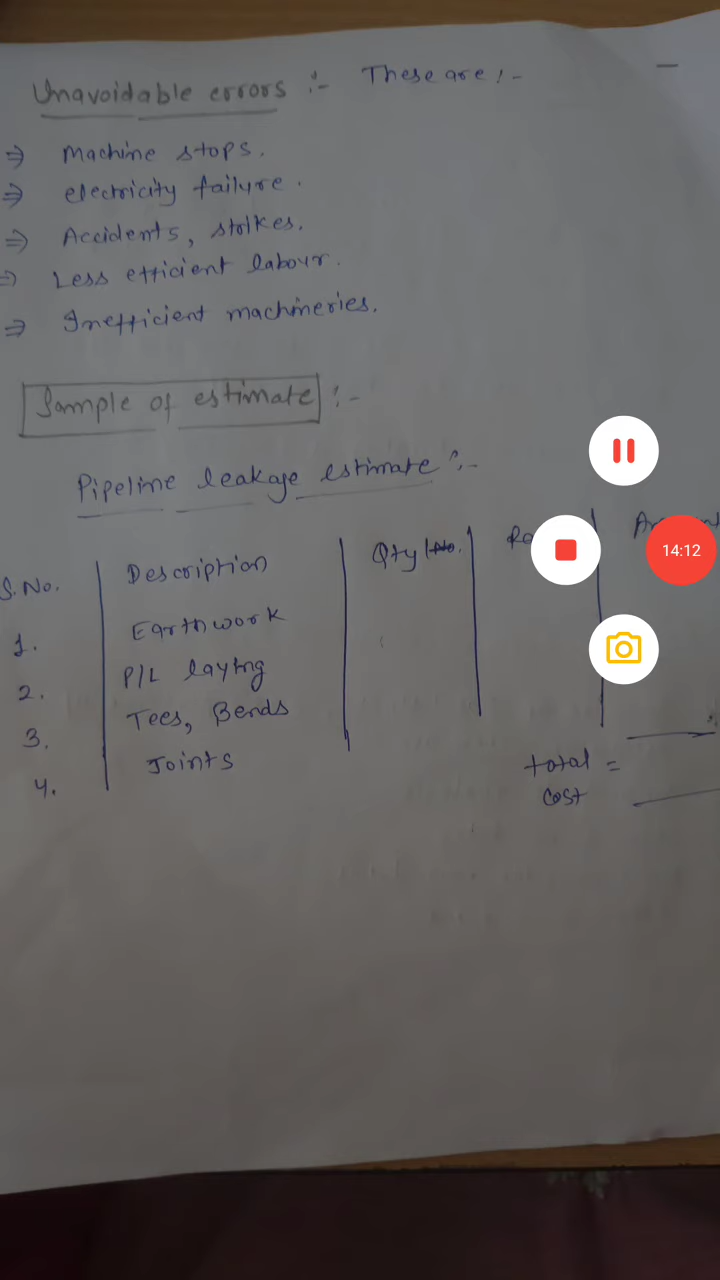 Unavoidable errors :- These are :-
⇒ Machine stops.
⇒ electricity failure.
⇒ Accidents, strikes.
⇒ Less efficient labour.
⇒ Inefficient machineries.
Sample of estimate :-
Pipeline leakage estimate :-
S.No. Description Qty/No.
1. Earthwork
2. P/L laying
3. Tees, Bends
4. Joints
total =
cost
14:12